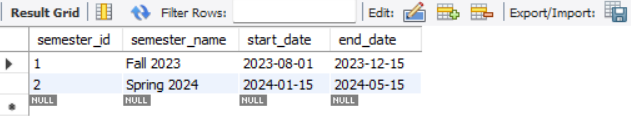 Result Grid Filter Rows: Edit: Export/Import:
semester_id semester_name start_date end_date
1 Fall 2023 2023-08-01 2023-12-15
2 Spring 2024 2024-01-15 2024-05-15
NULL NULL NULL NULL